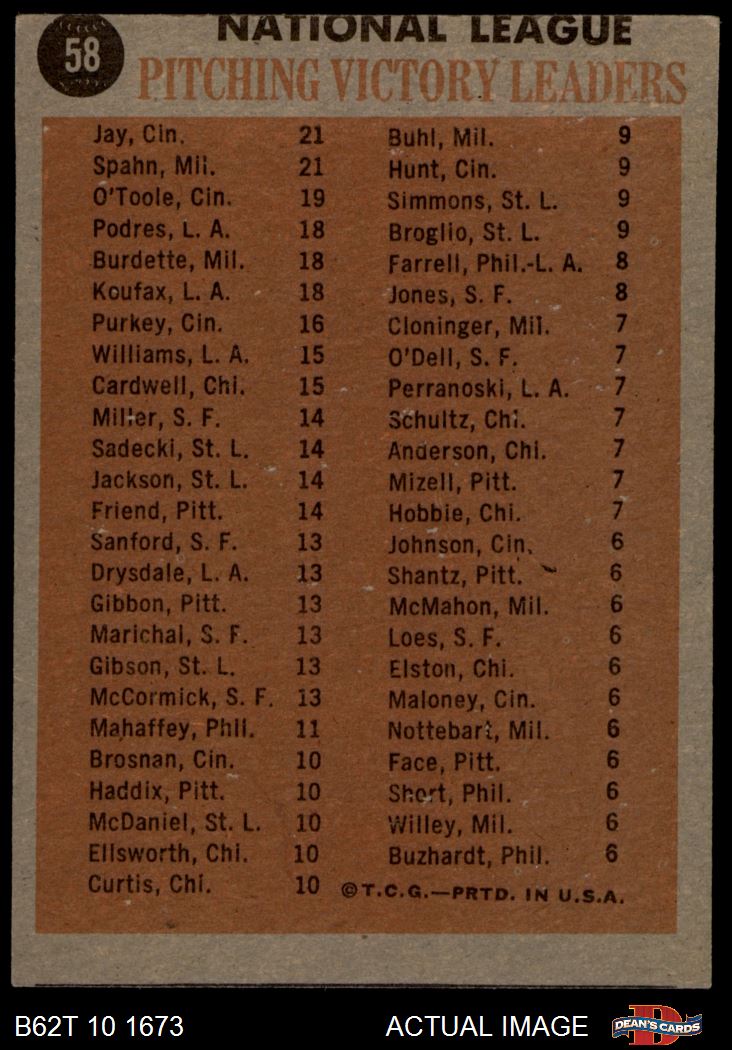 58
NATIONAL LEAGUE
PITCHING VICTORY LEADERS
Jay, Cin. 21
Spahn, Mil. 21
O'Toole, Cin. 19
Podres, L. A. 18
Burdette, Mil. 18
Koufax, L. A. 18
Purkey, Cin. 16
Williams, L. A. 15
Cardwell, Chi. 15
Miller, S. F. 14
Sadecki, St. L. 14
Jackson, St. L. 14
Friend, Pitt. 14
Sanford, S. F. 13
Drysdale, L. A. 13
Gibbon, Pitt. 13
Marichal, S. F. 13
Gibson, St. L. 13
McCormick, S. F. 13
Mahaffey, Phil. 11
Brosnan, Cin. 10
Haddix, Pitt. 10
McDaniel, St. L. 10
Ellsworth, Chi. 10
Curtis, Chi. 10
Buhl, Mil. 9
Hunt, Cin. 9
Simmons, St. L. 9
Broglio, St. L. 9
Farrell, Phil.-L. A. 8
Jones, S. F. 8
Cloninger, Mil. 7
O'Dell, S. F. 7
Perranoski, L. A. 7
Schultz, Chi. 7
Anderson, Chi. 7
Mizell, Pitt. 7
Hobbie, Chi. 7
Johnson, Cin. 6
Shantz, Pitt. 6
McMahon, Mil. 6
Loes, S. F. 6
Elston, Chi. 6
Maloney, Cin. 6
Nottebart, Mil. 6
Face, Pitt. 6
Short, Phil. 6
Willey, Mil. 6
Buzhardt, Phil. 6
©T.C.G.—PRTD. IN U.S.A.
B62T 10 1673
ACTUAL IMAGE
D
DEAN'S CARDS